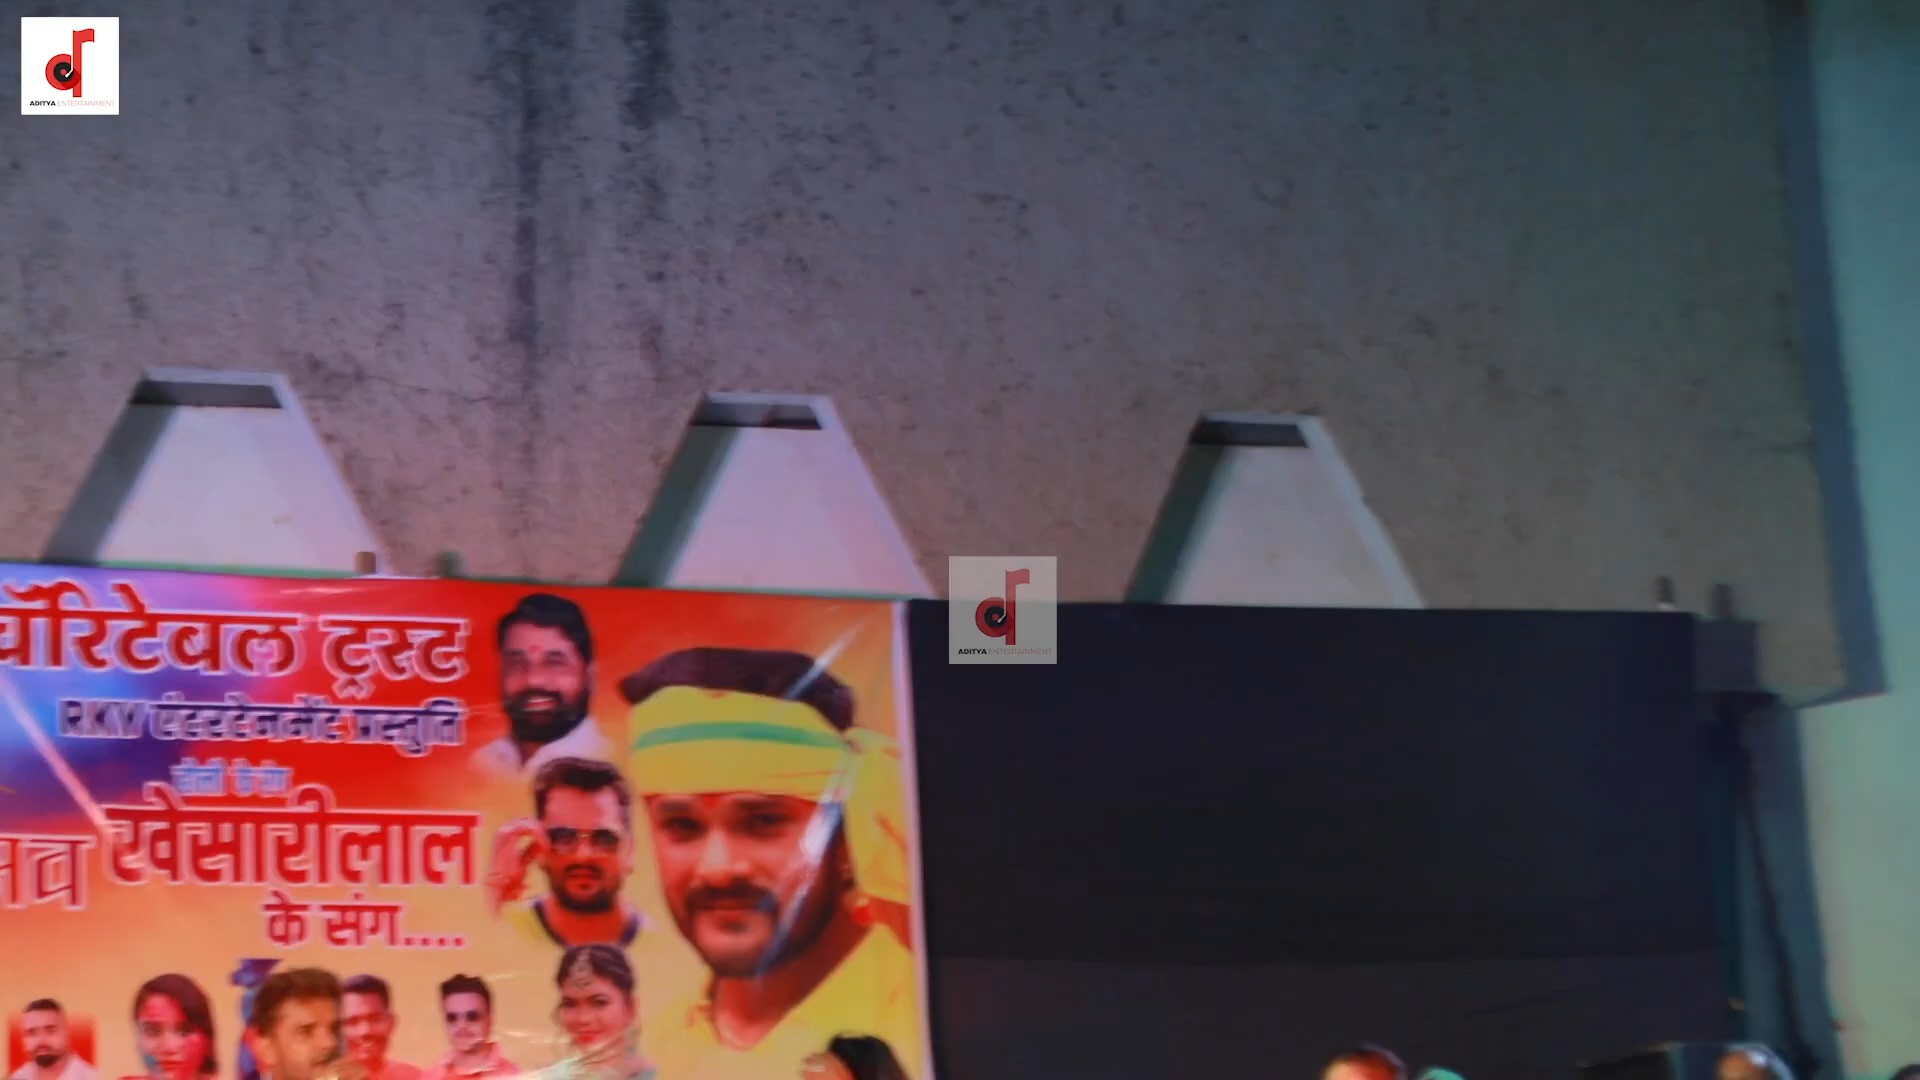 ADITYA ENTERTAINMENT
चॅरिटेबल ट्रस्ट
RKV एंटरटेनमेंट प्रस्तुति
होली के रंग
खेसारीलाल
के संग....
ADITYA ENTERTAINMENT